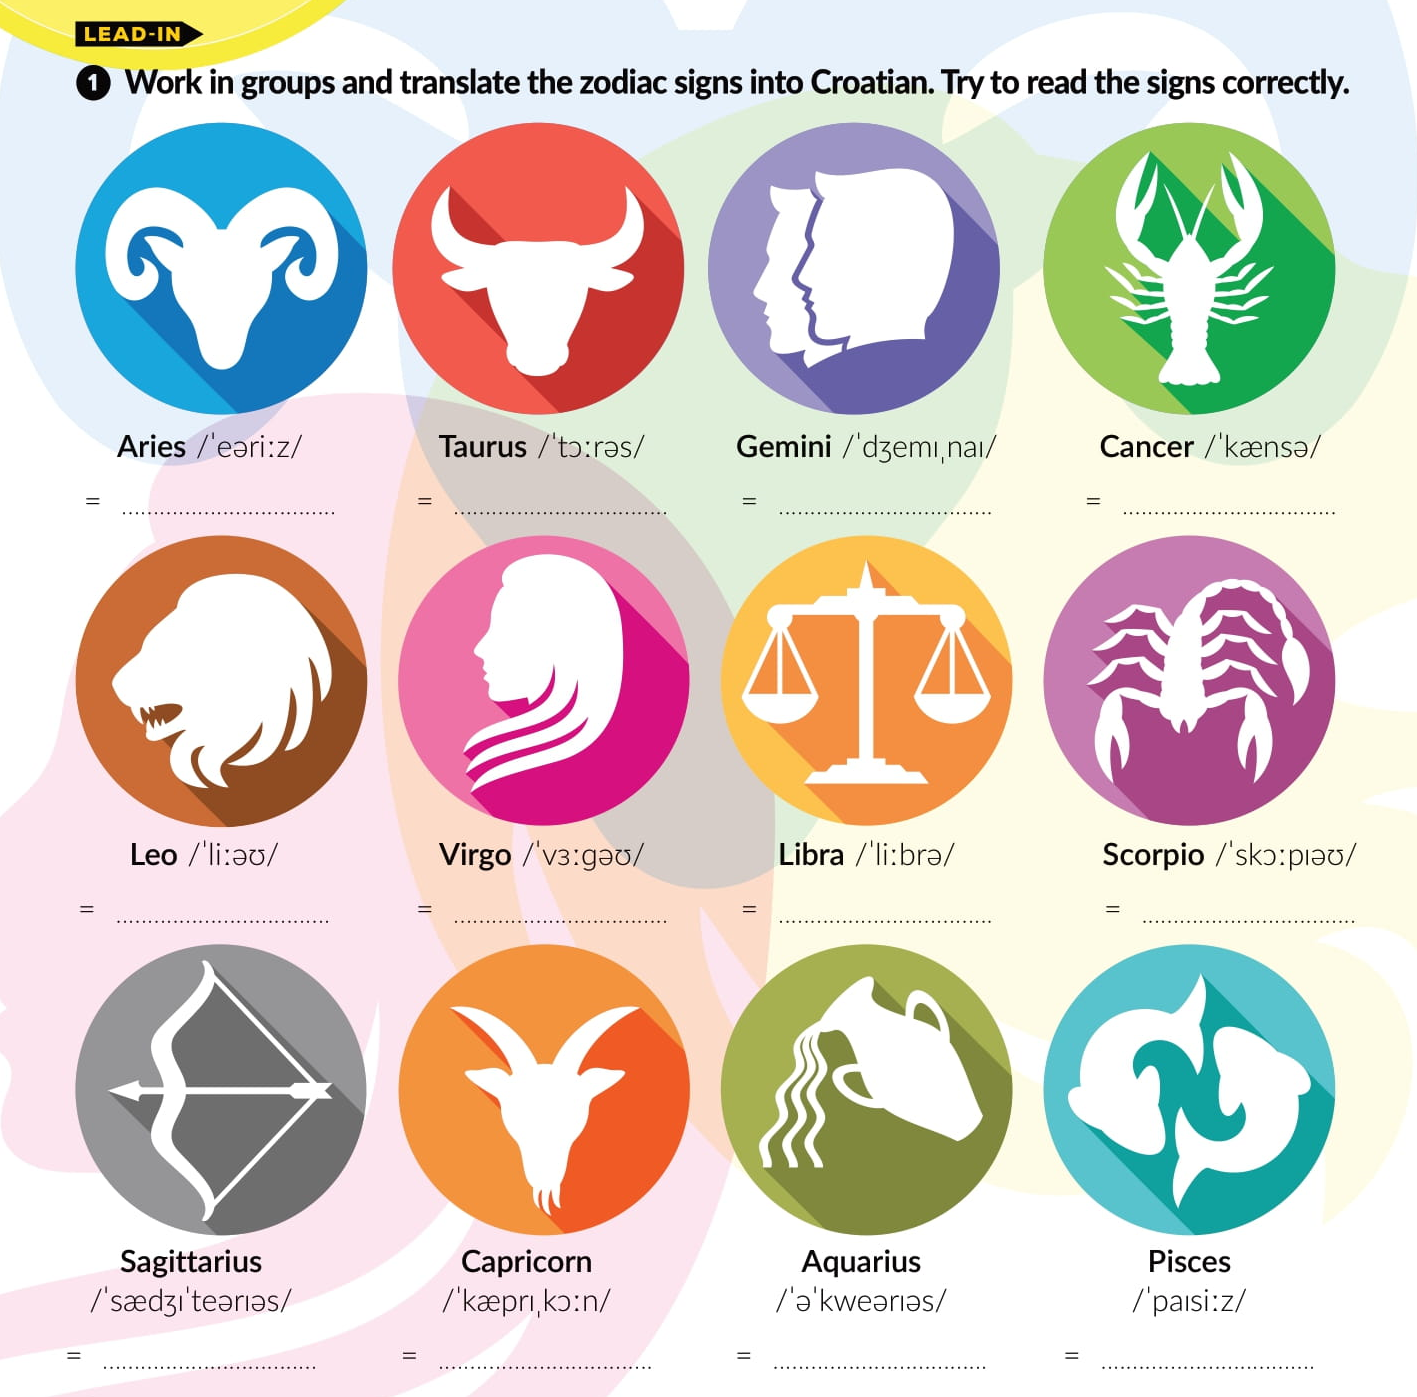 LEAD-IN
1 Work in groups and translate the zodiac signs into Croatian. Try to read the signs correctly.
Aries /ˈeəriːz/ Taurus /ˈtɔːrəs/ Gemini /ˈdʒemɪˌnaɪ/ Cancer /ˈkænsə/
= .................................. = .................................. = .................................. = ..................................
Leo /ˈliːəʊ/ Virgo /ˈvɜːgəʊ/ Libra /ˈliːbrə/ Scorpio /ˈskɔːpɪəʊ/
= .................................. = .................................. = .................................. = ..................................
Sagittarius Capricorn Aquarius Pisces
/ˈsædʒɪˈteərɪəs/ /ˈkæprɪˌkɔːn/ /ˈəˈkweərɪəs/ /ˈpaɪsiːz/
= .................................. = .................................. = .................................. = ..................................